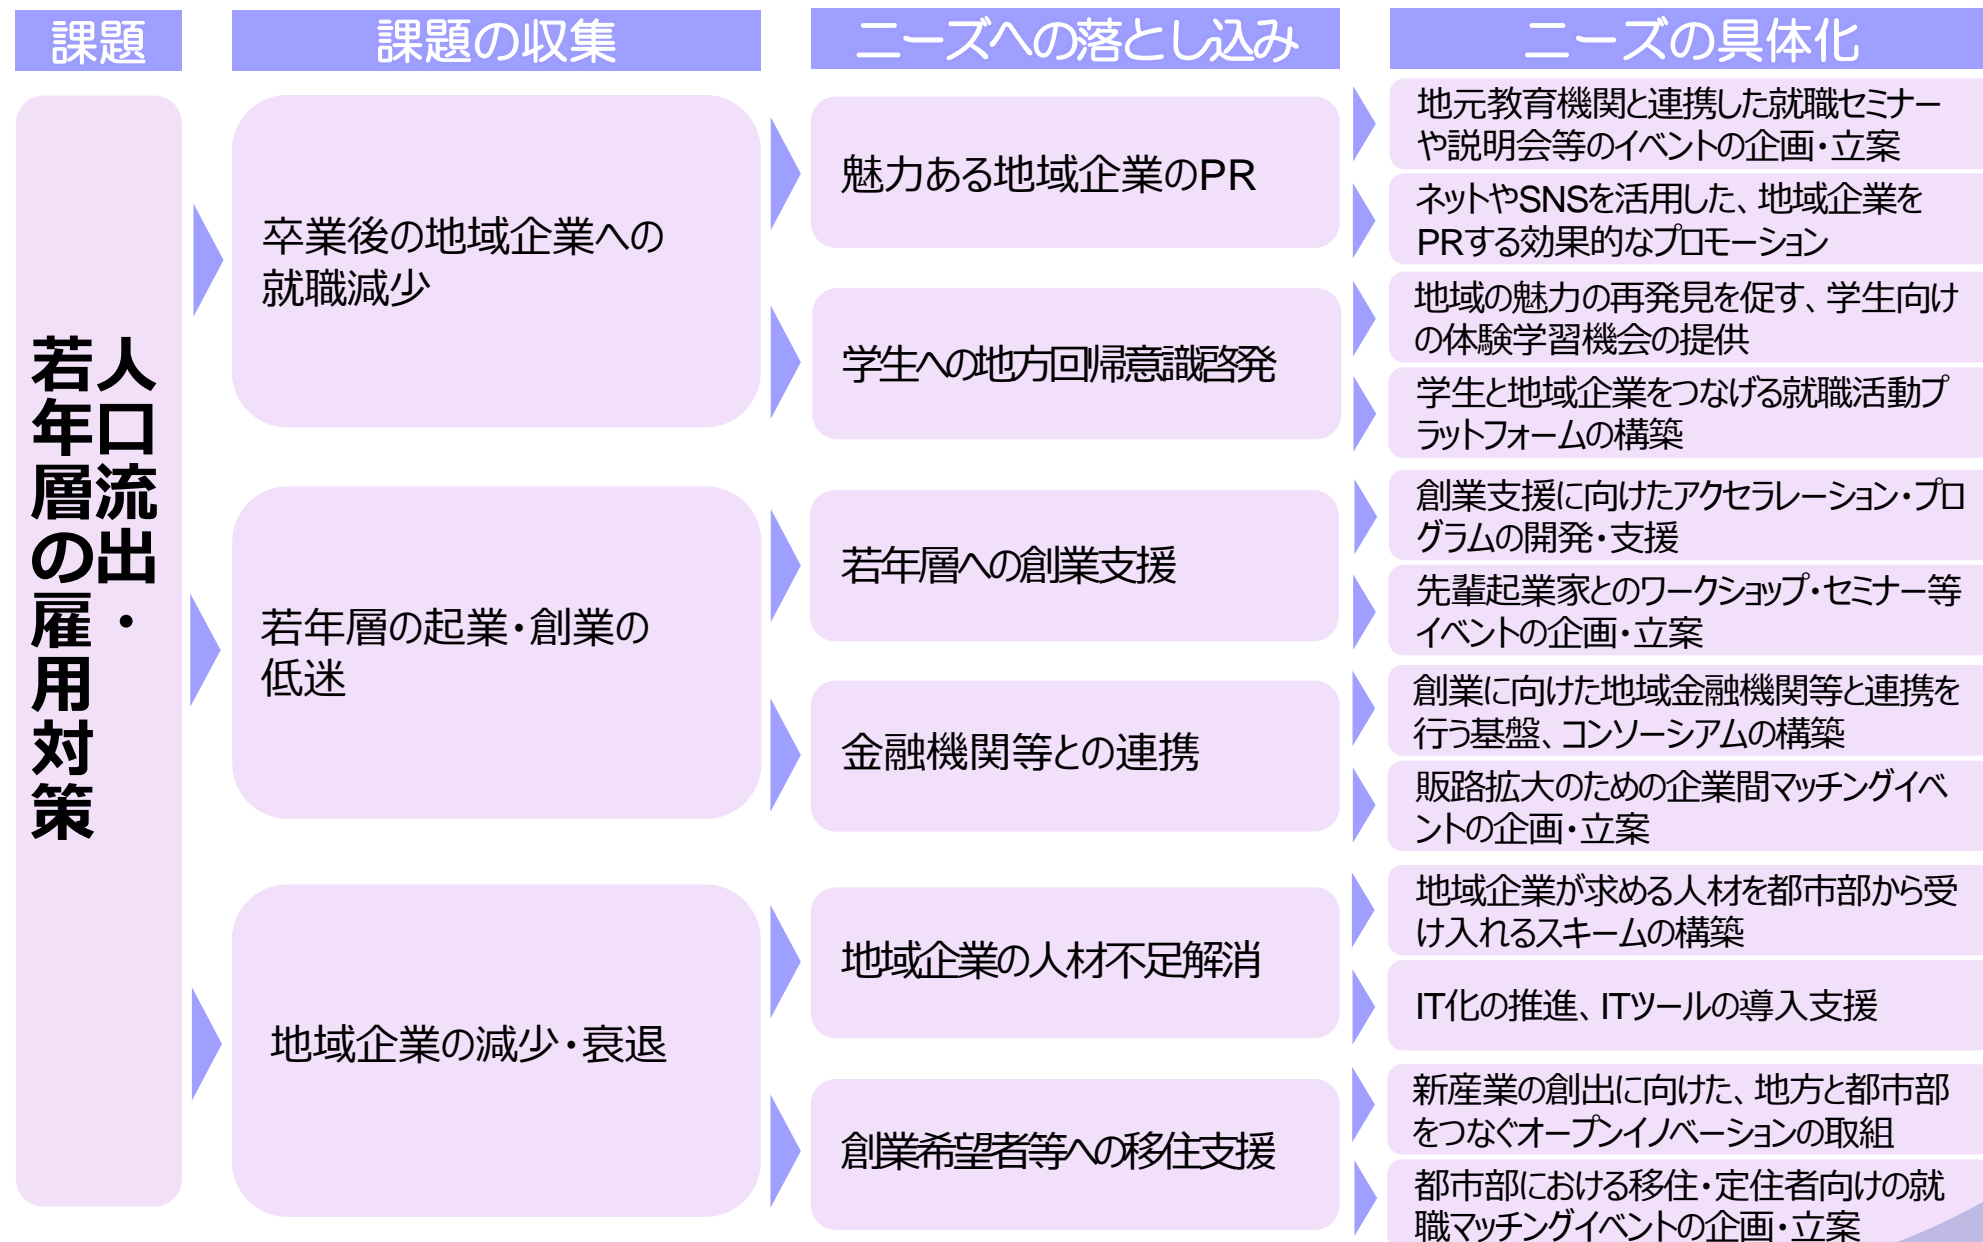 課題
課題の収集
ニーズへの落とし込み
ニーズの具体化
人口流出・
若年層の雇用対策
卒業後の地域企業への
就職減少
若年層の起業・創業の
低迷
地域企業の減少・衰退
魅力ある地域企業のPR
学生への地方回帰意識啓発
若年層への創業支援
金融機関等との連携
地域企業の人材不足解消
創業希望者等への移住支援
地元教育機関と連携した就職セミナー
や説明会等のイベントの企画・立案
ネットやSNSを活用した、地域企業を
PRする効果的なプロモーション
地域の魅力の再発見を促す、学生向け
の体験学習機会の提供
学生と地域企業をつなげる就職活動プ
ラットフォームの構築
創業支援に向けたアクセラレーション・プロ
グラムの開発・支援
先輩起業家とのワークショップ・セミナー等
イベントの企画・立案
創業に向けた地域金融機関等と連携を
行う基盤、コンソーシアムの構築
販路拡大のための企業間マッチングイベ
ントの企画・立案
地域企業が求める人材を都市部から受
け入れるスキームの構築
IT化の推進、ITツールの導入支援
新産業の創出に向けた、地方と都市部
をつなぐオープンイノベーションの取組
都市部における移住・定住者向けの就
職マッチングイベントの企画・立案